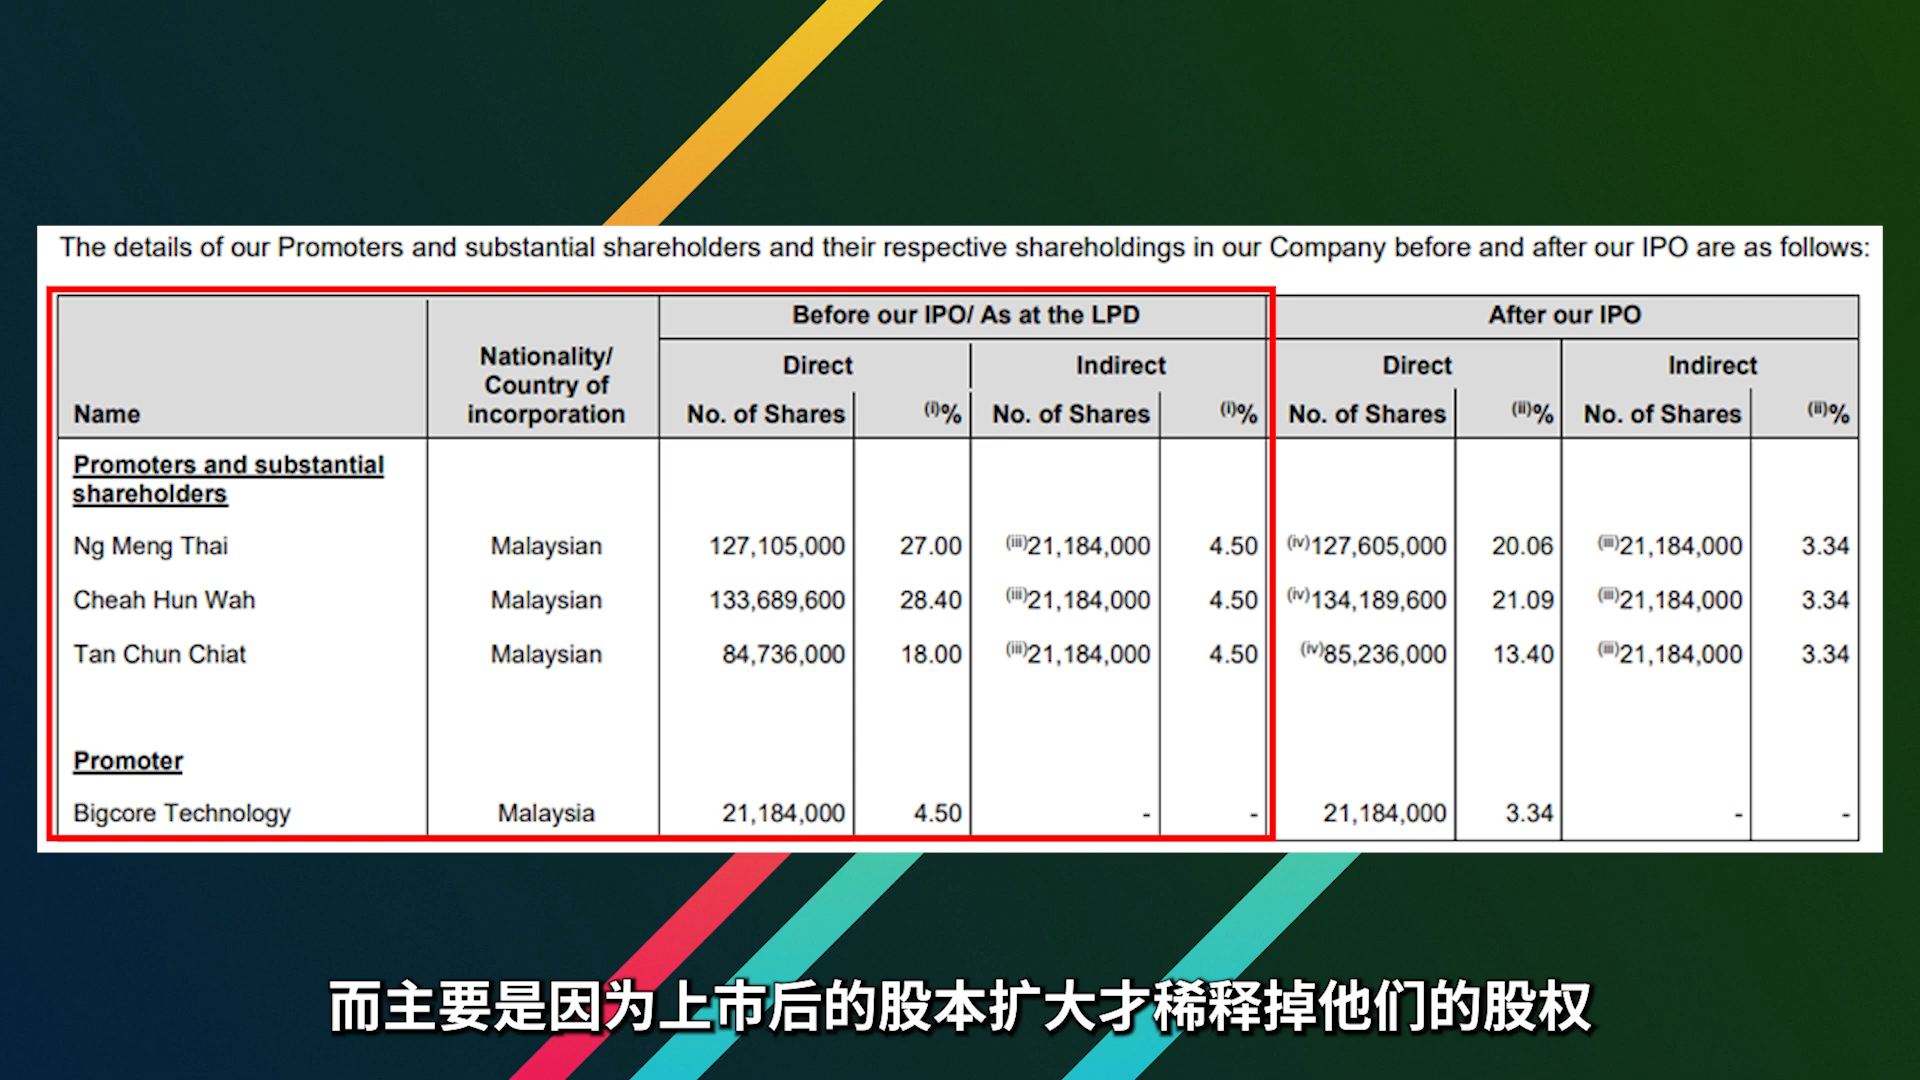 The details of our Promoters and substantial shareholders and their respective shareholdings in our Company before and after our IPO are as follows:
Before our IPO/ As at the LPD After our IPO
Nationality/
Country of
incorporation
Direct Indirect Direct Indirect
Name No. of Shares (i)% No. of Shares (i)% No. of Shares (ii)% No. of Shares (ii)%
Promoters and substantial
shareholders
Ng Meng Thai Malaysian 127,105,000 27.00 (iii)21,184,000 4.50 (iv)127,605,000 20.06 (iii)21,184,000 3.34
Cheah Hun Wah Malaysian 133,689,600 28.40 (iii)21,184,000 4.50 (iv)134,189,600 21.09 (iii)21,184,000 3.34
Tan Chun Chiat Malaysian 84,736,000 18.00 (iii)21,184,000 4.50 (iv)85,236,000 13.40 (iii)21,184,000 3.34
Promoter
Bigcore Technology Malaysia 21,184,000 4.50 - - 21,184,000 3.34 - -
而主要是因为上市后的股本扩大才稀释掉他们的股权